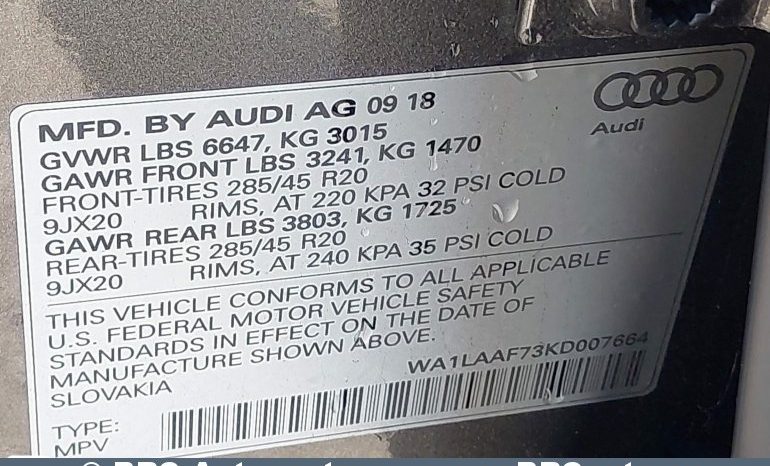 MFD. BY AUDI AG 09 18
GVWR LBS 6647, KG 3015
GAWR FRONT LBS 3241, KG 1470
FRONT-TIRES 285/45 R20
9JX20 RIMS, AT 220 KPA 32 PSI COLD
GAWR REAR LBS 3803, KG 1725
REAR-TIRES 285/45 R20
9JX20 RIMS, AT 240 KPA 35 PSI COLD
Audi
THIS VEHICLE CONFORMS TO ALL APPLICABLE
U.S. FEDERAL MOTOR VEHICLE SAFETY
STANDARDS IN EFFECT ON THE DATE OF
MANUFACTURE SHOWN ABOVE.
SLOVAKIA
WA1LAAF73KD007664
TYPE:
MPV